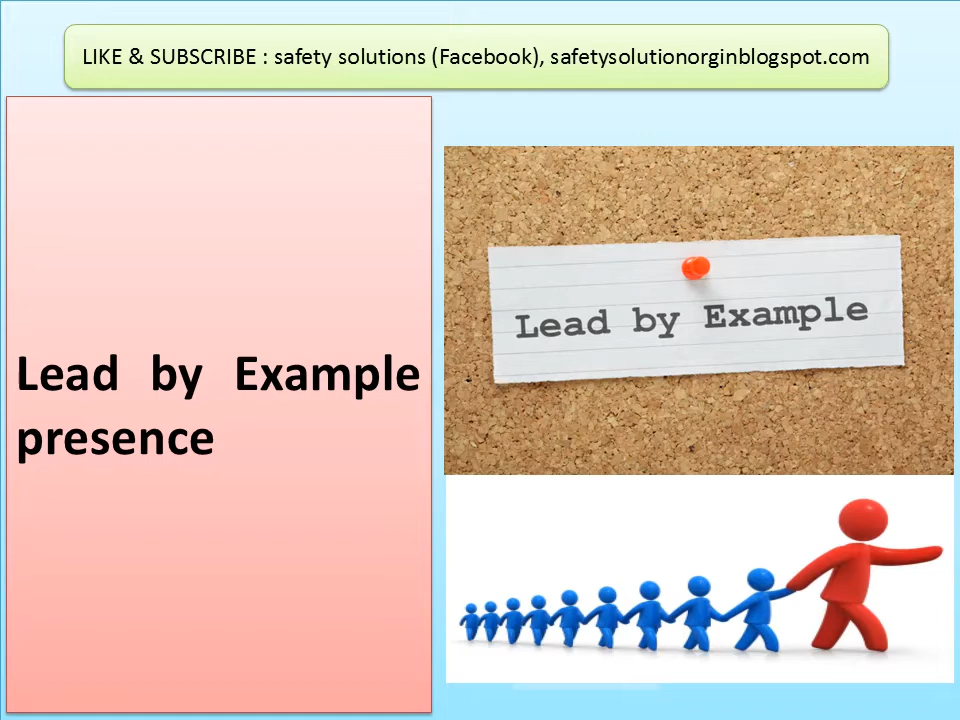 LIKE & SUBSCRIBE : safety solutions (Facebook), safetysolutionorginblogspot.com
Lead by Example
presence
Lead by Example